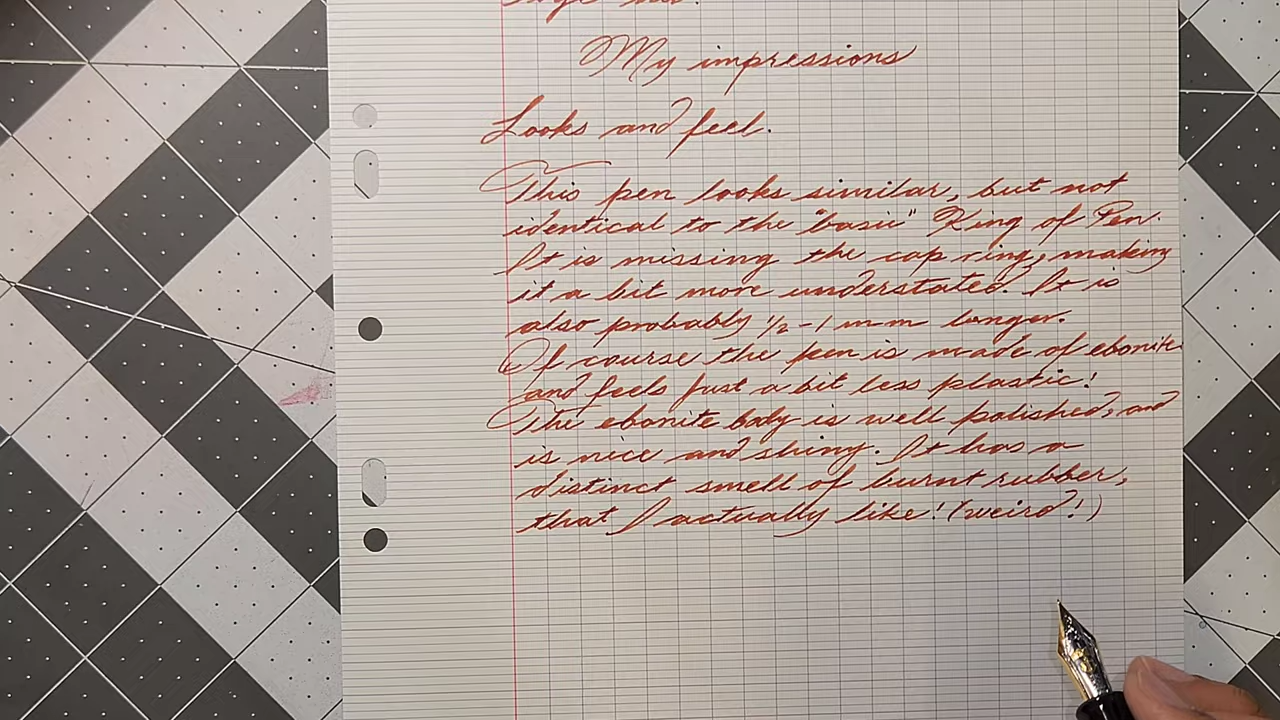 My impressions
Looks and feel.
This pen looks similar, but not
identical to the "basic" King of Pen.
It is missing the cap ring, making
it a bit more understated. It is
also probably ½-1 mm longer.
Of course the pen is made of ebonite
and feels just a bit less plastic!
The ebonite body is well polished, and
is nice and shiny. It has a
distinct smell of burnt rubber,
that I actually like! (weird!)